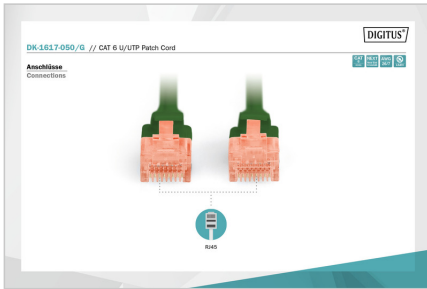 DIGITUS®
DK-1617-050/G // CAT 6 U/UTP Patch Cord
Anschlüsse
Connections
RJ45